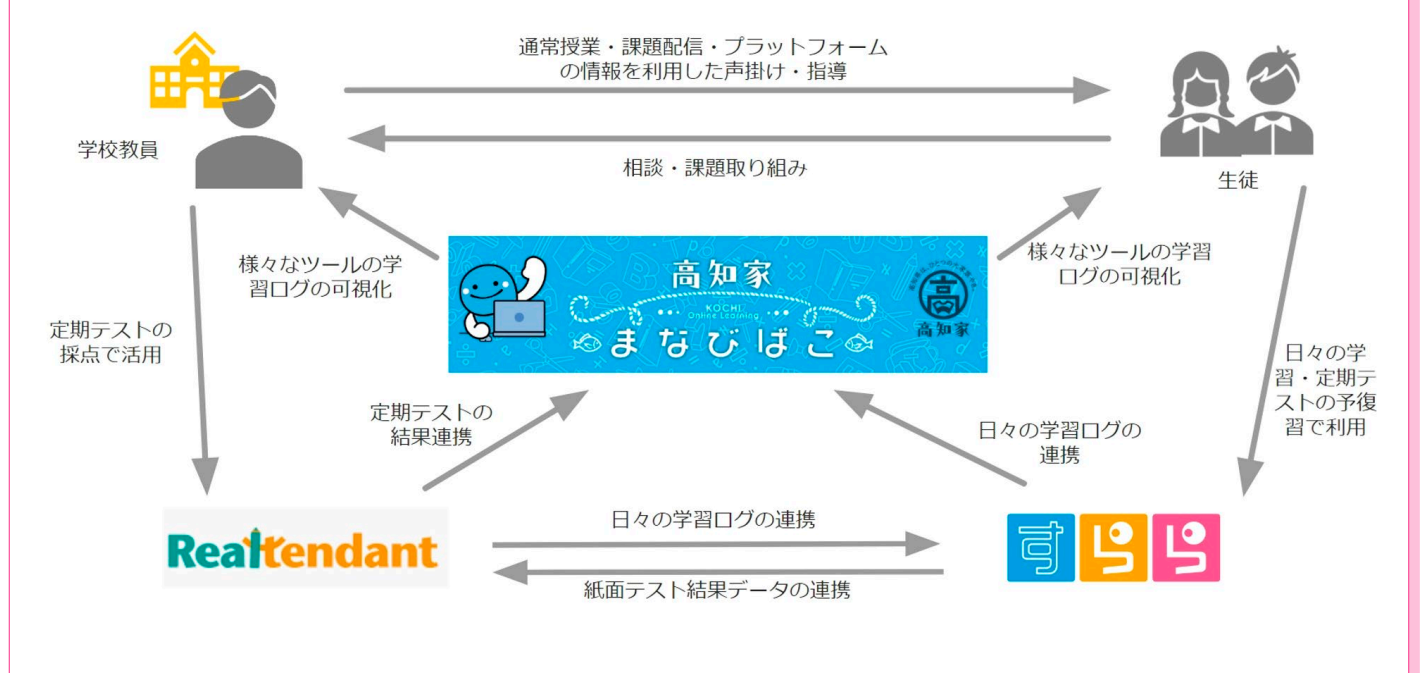 通常授業・課題配信・プラットフォーム
の情報を利用した声掛け・指導
学校教員
相談・課題取り組み
生徒
様々なツールの学
習ログの可視化
高知家
KOCHI
Online Learning
まなびばこ
高
高知家
様々なツールの学習
ログの可視化
定期テストの
採点で活用
日々の学
習・定期テ
ストの予復
習で利用
定期テストの
結果連携
日々の学習ログの
連携
Realtendant
日々の学習ログの連携
紙面テスト結果データの連携
すらら